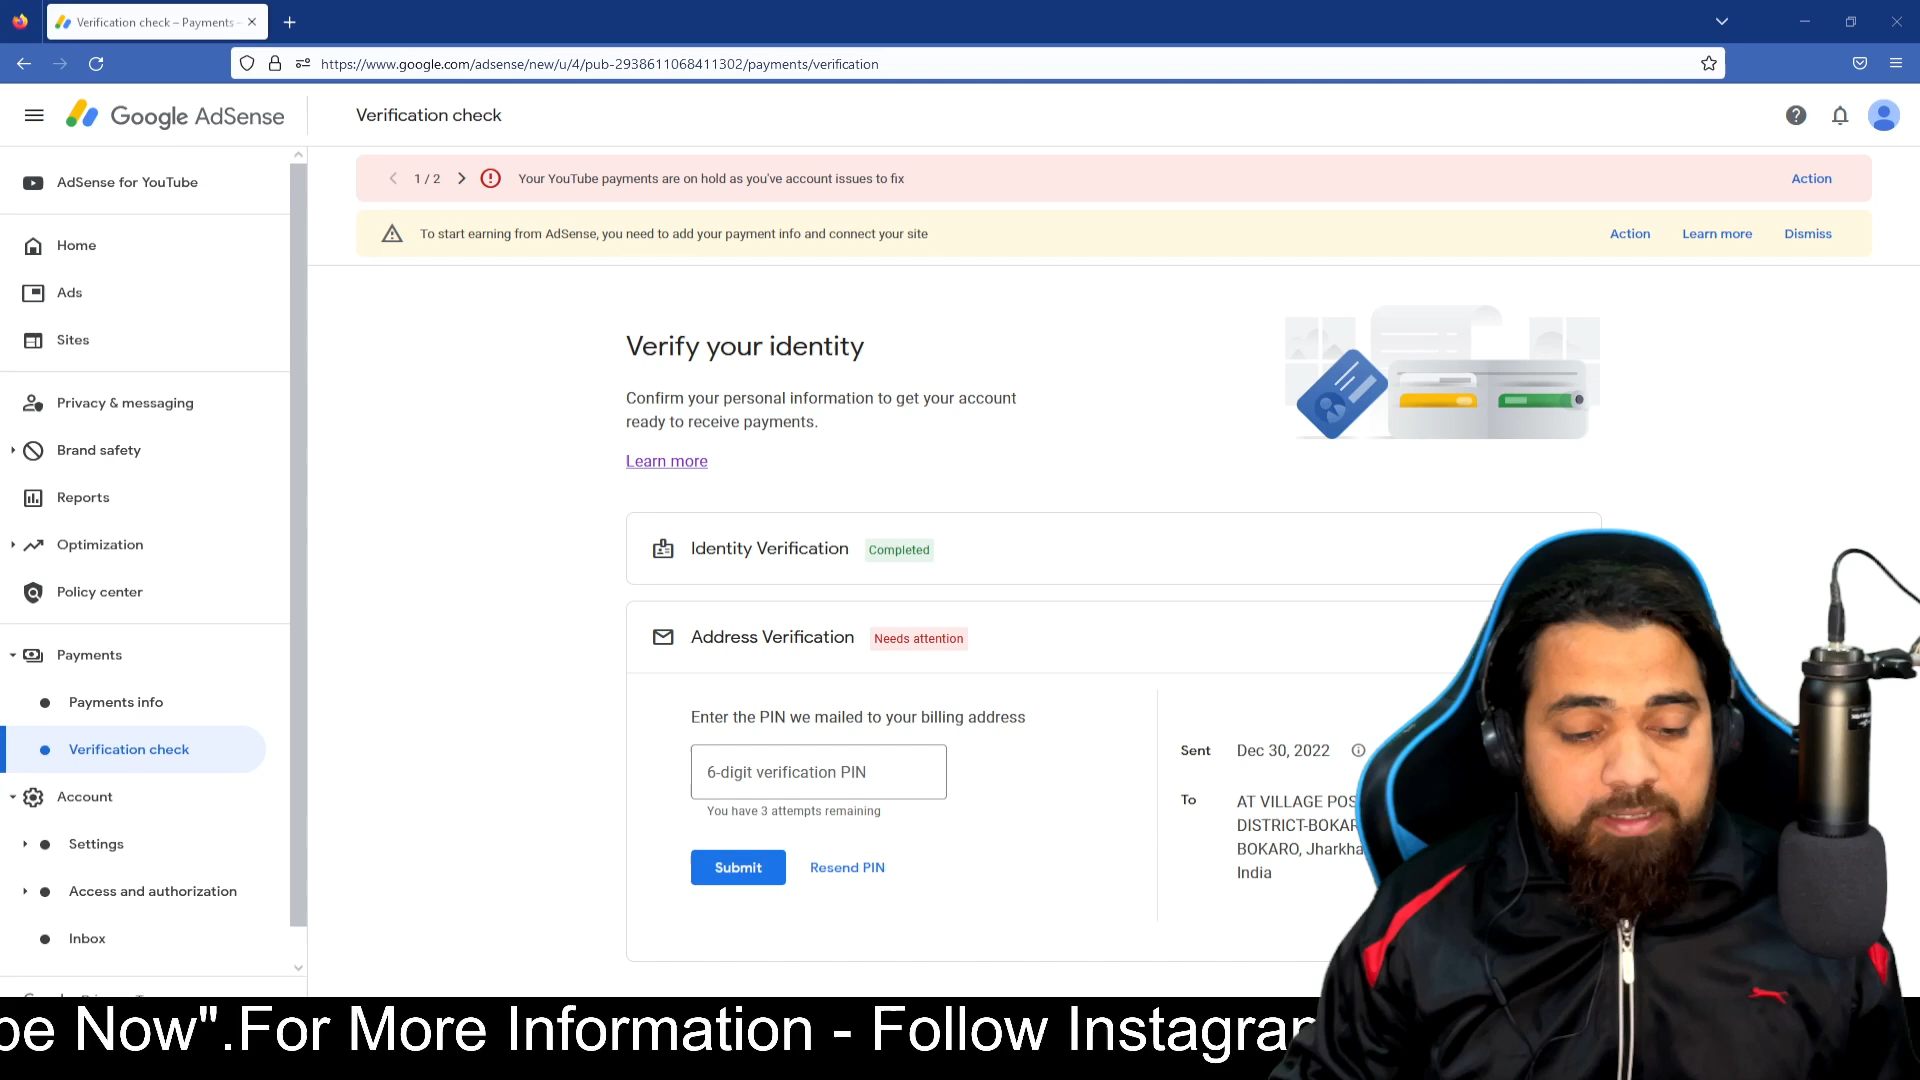 Verification check – Payments –
https://www.google.com/adsense/new/u/4/pub-2938611068411302/payments/verification
Google AdSense
Verification check
AdSense for YouTube
Home
Ads
Sites
Privacy & messaging
Brand safety
Reports
Optimization
Policy center
Payments
Payments info
Verification check
Account
Settings
Access and authorization
Inbox
1 / 2
Your YouTube payments are on hold as you've account issues to fix
Action
To start earning from AdSense, you need to add your payment info and connect your site
Action
Learn more
Dismiss
Verify your identity
Confirm your personal information to get your account
ready to receive payments.
Learn more
Identity Verification
Completed
Address Verification
Needs attention
Enter the PIN we mailed to your billing address
6-digit verification PIN
You have 3 attempts remaining
Submit
Resend PIN
Sent
Dec 30, 2022
To
AT VILLAGE
DISTRICT-
BOKARO,
India
Now".For More Information - Follow